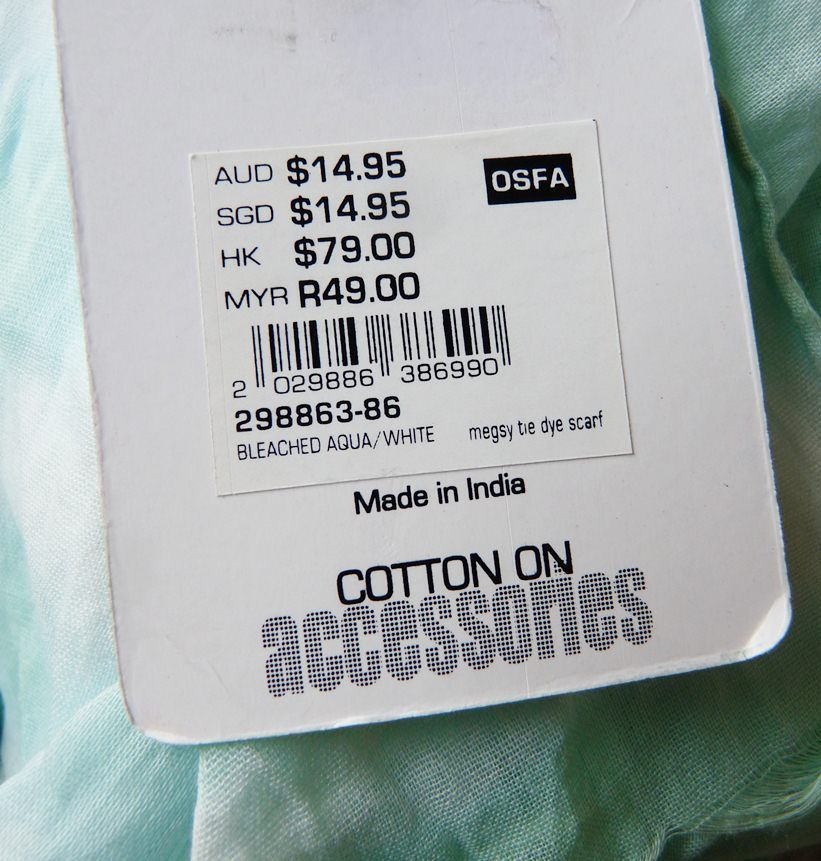 AUD $14.95
OSFA
SGD $14.95
HK $79.00
MYR R49.00
2 029886 386990
298863-86
BLEACHED AQUA/WHITE megsy tie dye scarf
Made in India
COTTON ON
accessories